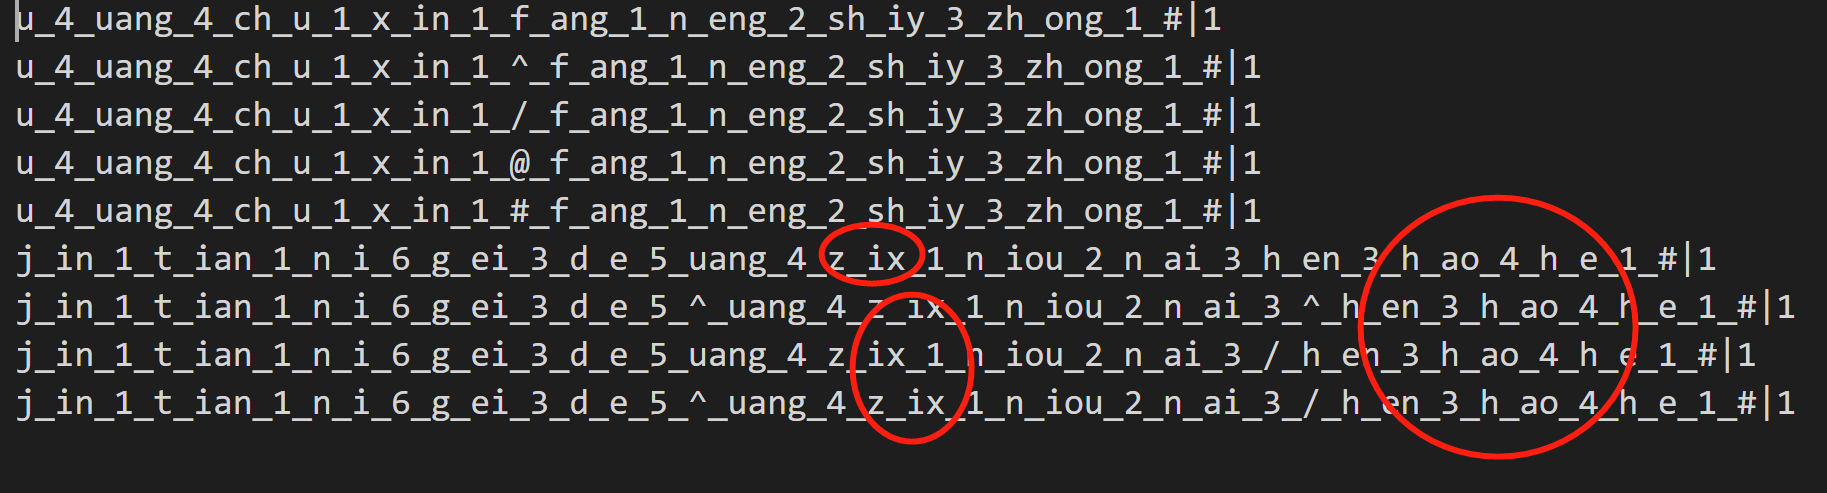 u_4_uang_4_ch_u_1_x_in_1_f_ang_1_n_eng_2_sh_iy_3_zh_ong_1_#|1
u_4_uang_4_ch_u_1_x_in_1_^_f_ang_1_n_eng_2_sh_iy_3_zh_ong_1_#|1
u_4_uang_4_ch_u_1_x_in_1_/_f_ang_1_n_eng_2_sh_iy_3_zh_ong_1_#|1
u_4_uang_4_ch_u_1_x_in_1_@_f_ang_1_n_eng_2_sh_iy_3_zh_ong_1_#|1
u_4_uang_4_ch_u_1_x_in_1_#_f_ang_1_n_eng_2_sh_iy_3_zh_ong_1_#|1
j_in_1_t_ian_1_n_i_6_g_ei_3_d_e_5_uang_4_z_ix_1_n_iou_2_n_ai_3_h_en_3_h_ao_4_h_e_1_#|1
j_in_1_t_ian_1_n_i_6_g_ei_3_d_e_5_^_uang_4_z_ix_1_n_iou_2_n_ai_3_^_h_en_3_h_ao_4_h_e_1_#|1
j_in_1_t_ian_1_n_i_6_g_ei_3_d_e_5_uang_4_z_ix_1_n_iou_2_n_ai_3_/_h_en_3_h_ao_4_h_e_1_#|1
j_in_1_t_ian_1_n_i_6_g_ei_3_d_e_5_^_uang_4_z_ix_1_n_iou_2_n_ai_3_/_h_en_3_h_ao_4_h_e_1_#|1